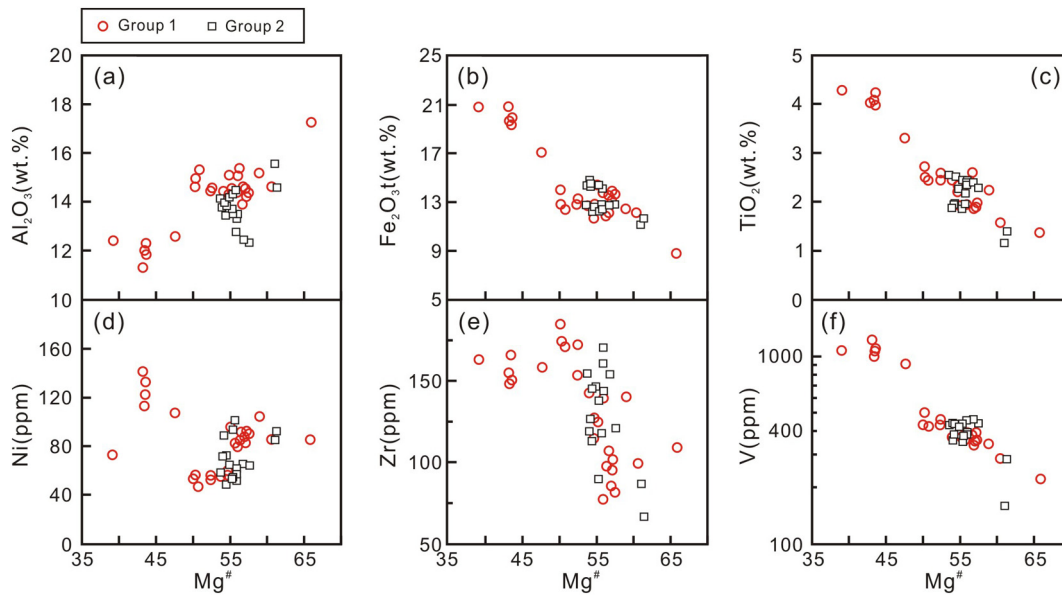 Group 1 Group 2
(a) (b) (c)
20 18 16 14 12 10
Al₂O₃(wt.%)
25 21 17 13 9 5
Fe₂O₃t(wt.%)
5 4 3 2 1 0
TiO₂(wt.%)
(d) (e) (f)
160 120 80 40 0
Ni(ppm)
150 100 50
Zr(ppm)
1000 400 100
V(ppm)
35 45 55 65
35 45 55 65
35 45 55 65
Mg# Mg# Mg#